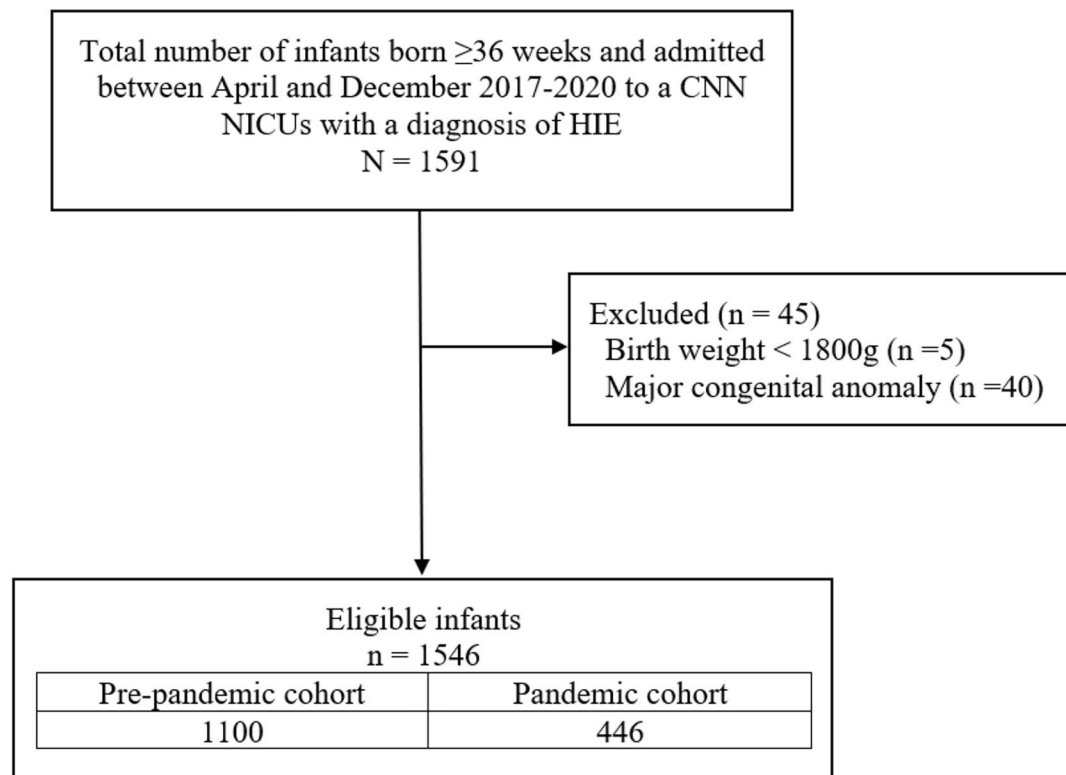 Total number of infants born ≥36 weeks and admitted
between April and December 2017-2020 to a CNN
NICUs with a diagnosis of HIE
N = 1591
Excluded (n = 45)
Birth weight < 1800g (n =5)
Major congenital anomaly (n =40)
Eligible infants
n = 1546
Pre-pandemic cohort Pandemic cohort
1100 446